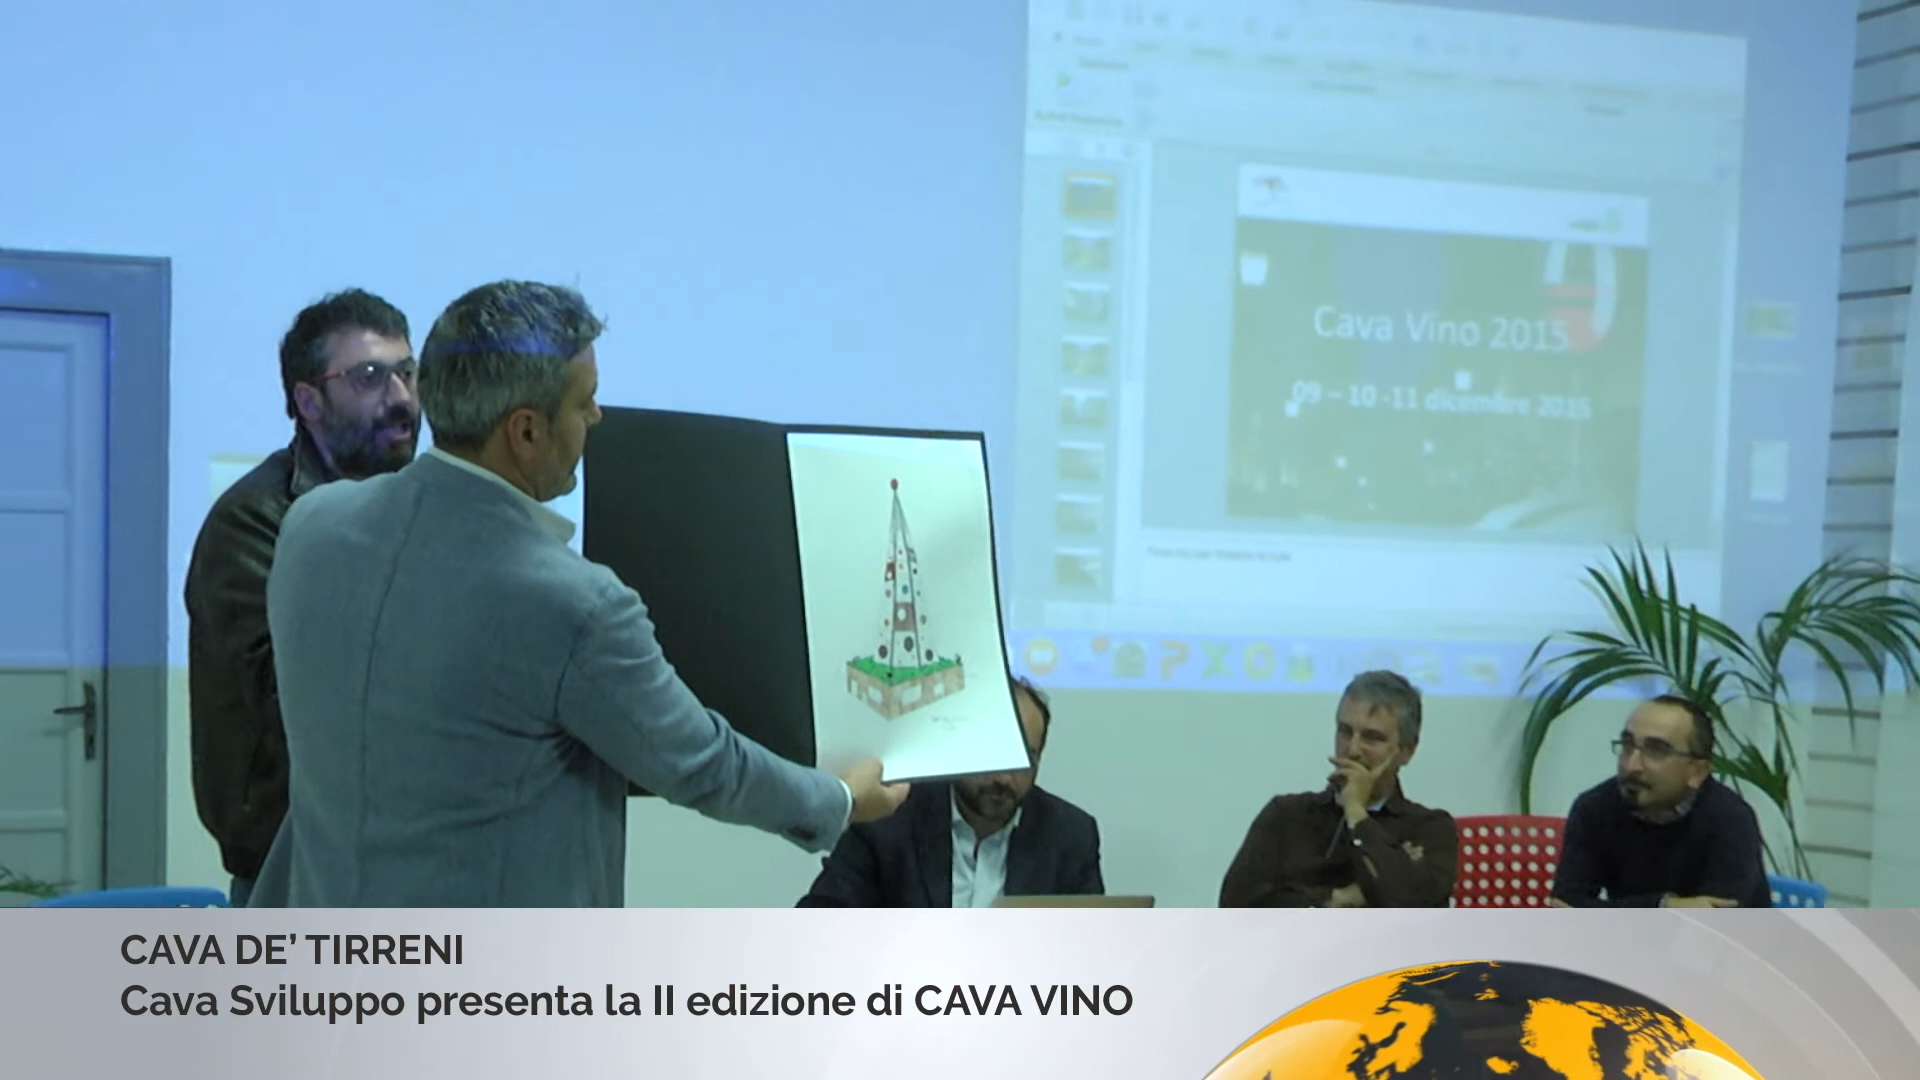 Cava Vino 2015
09 – 10 -11 dicembre 2015
CAVA DE’ TIRRENI
Cava Sviluppo presenta la II edizione di CAVA VINO